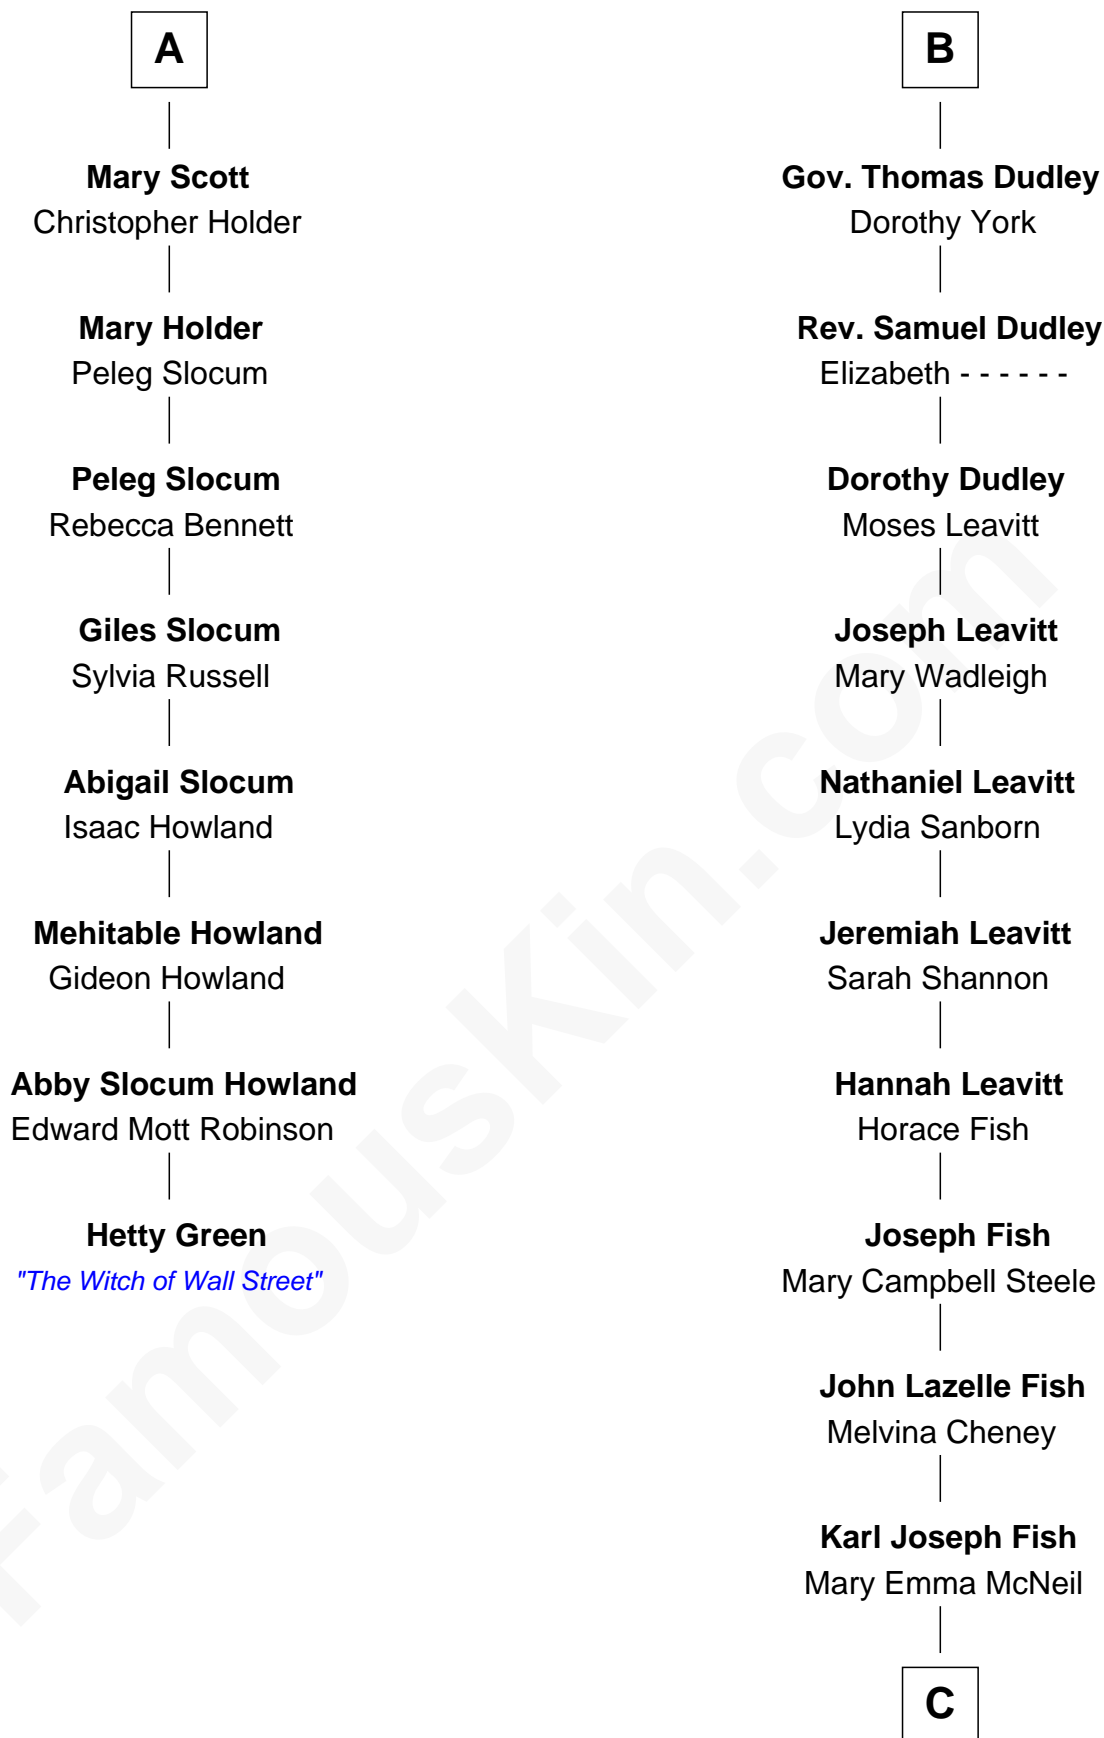 A
Mary Scott
Christopher Holder
Mary Holder
Peleg Slocum
Peleg Slocum
Rebecca Bennett
Giles Slocum
Sylvia Russell
Abigail Slocum
Isaac Howland
Mehitable Howland
Gideon Howland
Abby Slocum Howland
Edward Mott Robinson
Hetty Green
"The Witch of Wall Street"
B
Gov. Thomas Dudley
Dorothy York
Rev. Samuel Dudley
Elizabeth - - - - - -
Dorothy Dudley
Moses Leavitt
Joseph Leavitt
Mary Wadleigh
Nathaniel Leavitt
Lydia Sanborn
Jeremiah Leavitt
Sarah Shannon
Hannah Leavitt
Horace Fish
Joseph Fish
Mary Campbell Steele
John Lazelle Fish
Melvina Cheney
Karl Joseph Fish
Mary Emma McNeil
C
FamousKin.com